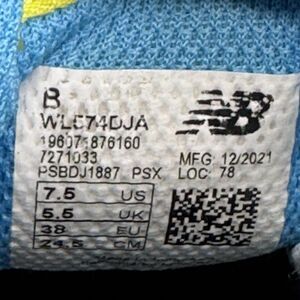 B
WL574DJA
196071876160
7271033
PSBDJ1887 PSX
MFG: 12/2021
LOC: 78
NB
7.5 US
5.5 UK
38 EU
24.5 CM